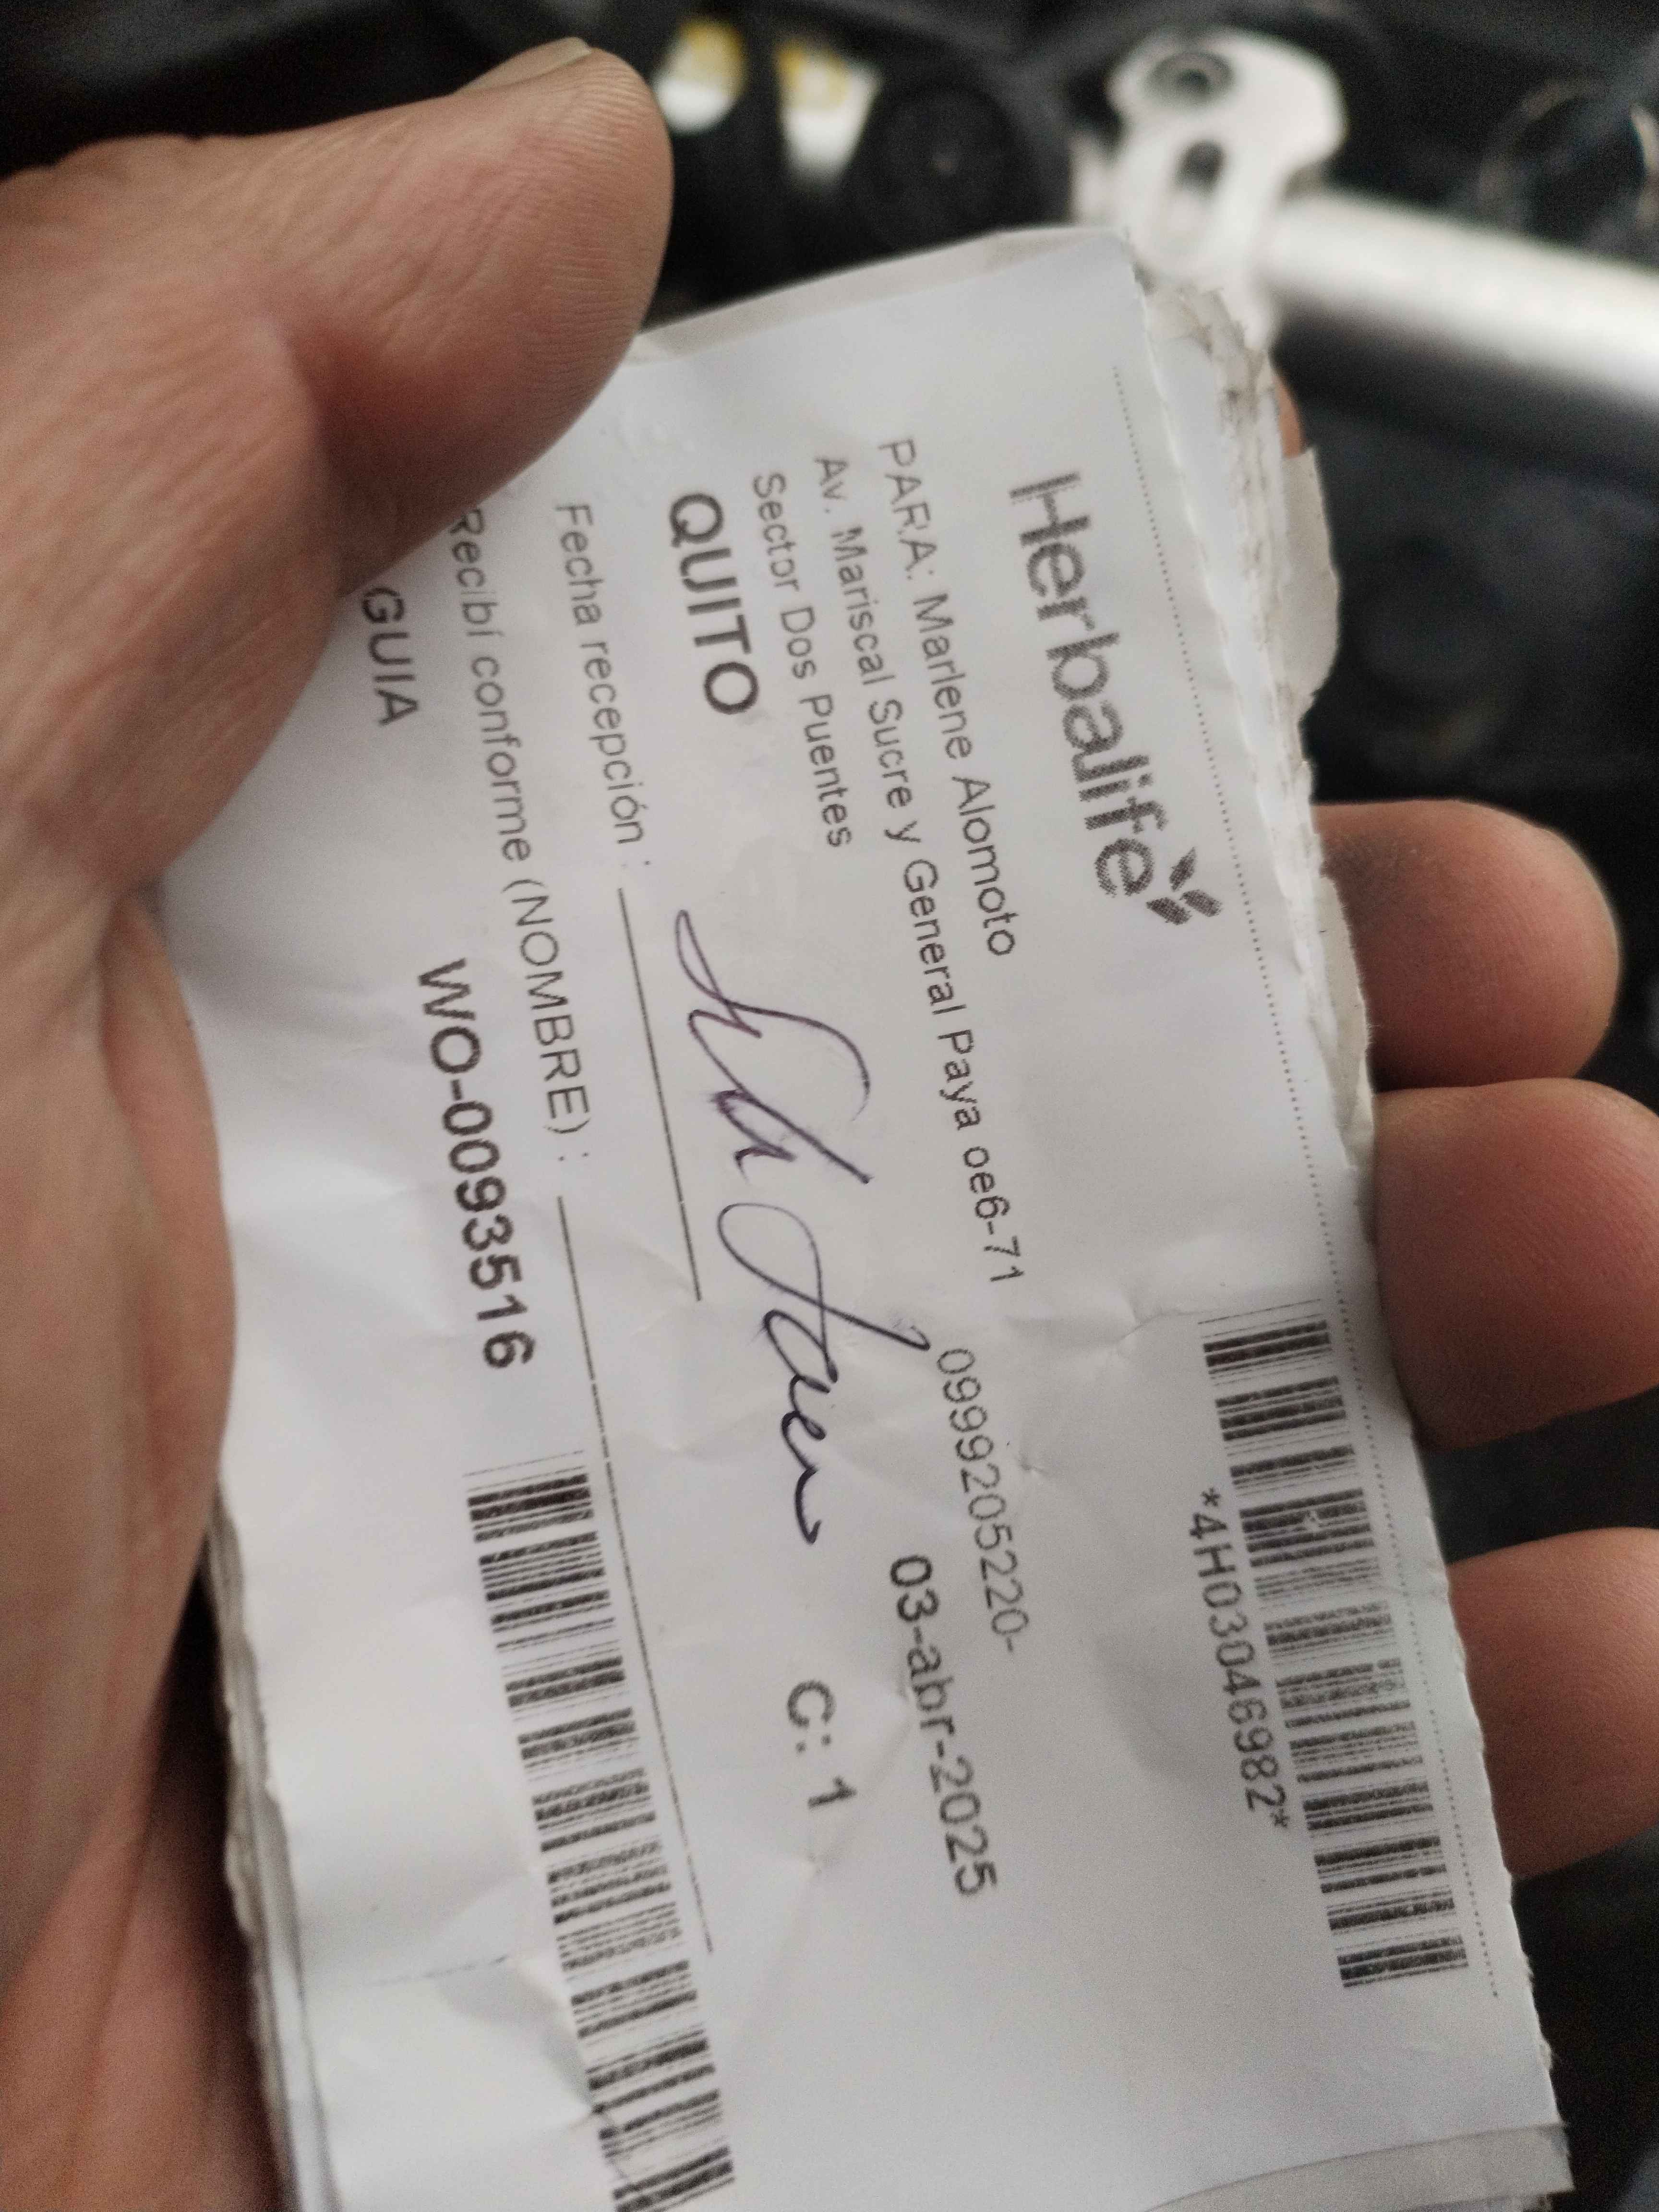 Herbalife
*4H03046982*
PARA: Marlene Alomoto
Av. Mariscal Sucre y General Paya oe6-71
0999205220-
Sector Dos Puentes
03-abr-2025
QUITO
C: 1
Fecha recepción :
Recibí conforme (NOMBRE) :
GUIA
WO-0093516